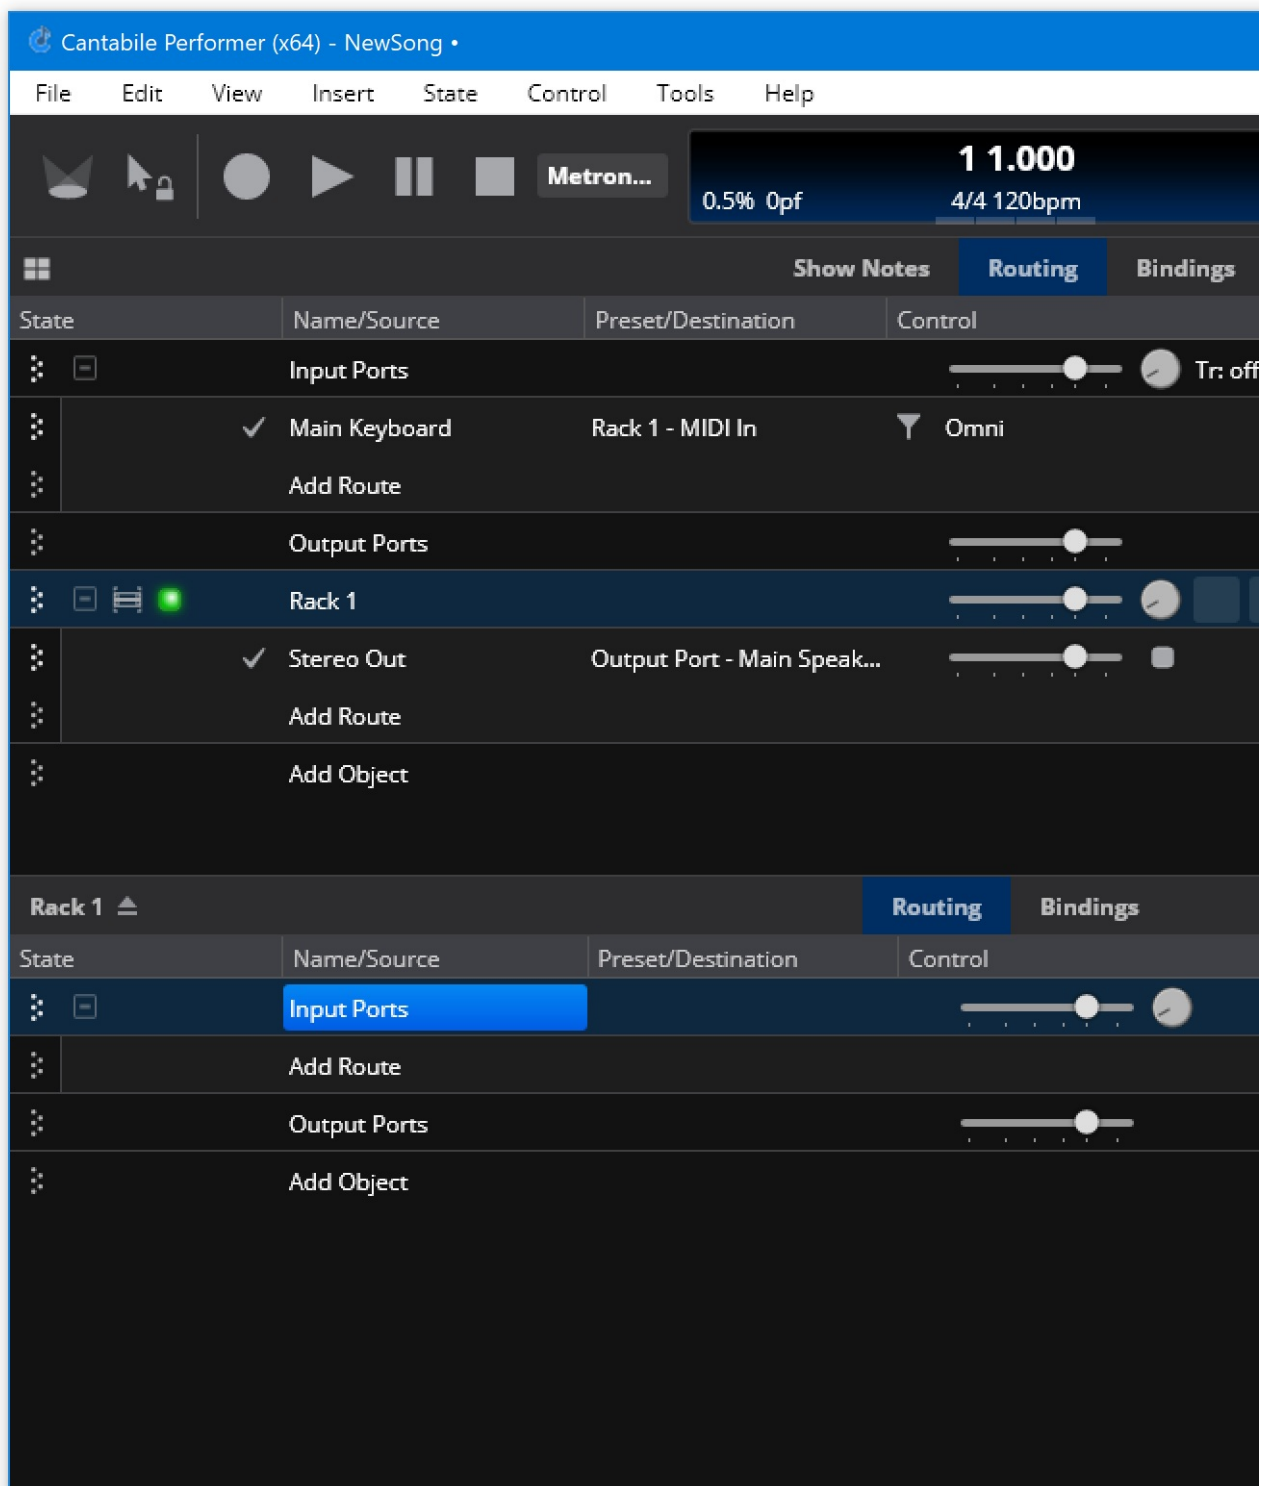 Cantabile Performer (x64) - NewSong •
File Edit View Insert State Control Tools Help
Metron...
1 1.000
0.5% 0pf 4/4 120bpm
Show Notes Routing Bindings
State Name/Source Preset/Destination Control
Input Ports Tr: off
Main Keyboard Rack 1 - MIDI In Omni
Add Route
Output Ports
Rack 1
Stereo Out Output Port - Main Speak...
Add Route
Add Object
Rack 1 Routing Bindings
State Name/Source Preset/Destination Control
Input Ports
Add Route
Output Ports
Add Object